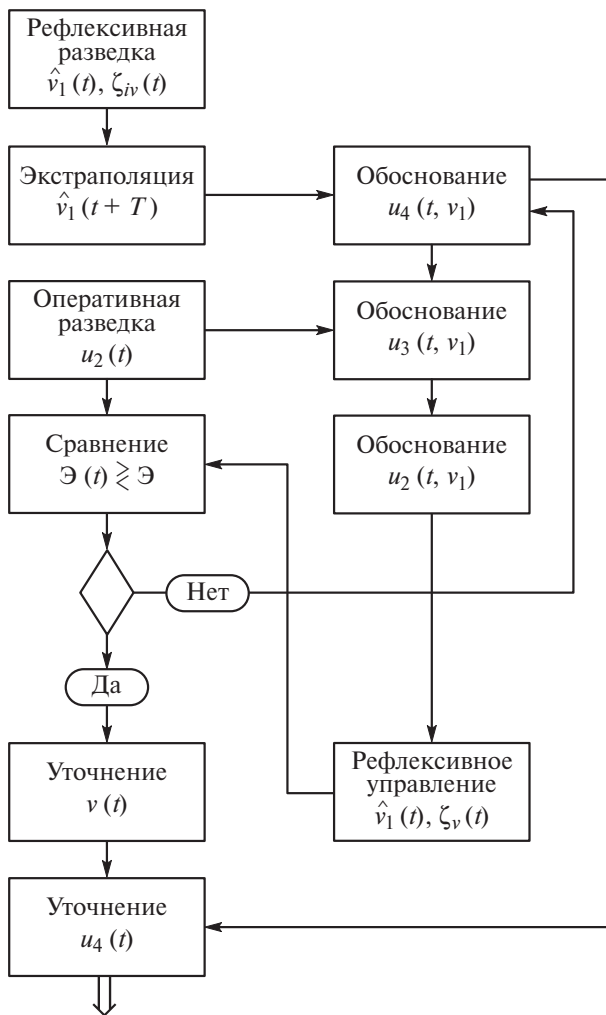 Рефлексивная
разведка
v̂₁ (t), ζᵢᵥ (t)
Экстраполяция
v̂₁ (t + T )
Обоснование
u₄ (t, v₁)
Оперативная
разведка
u₂ (t)
Обоснование
u₃ (t, v₁)
Сравнение
Э (t) ≷ Э
Обоснование
u₂ (t, v₁)
Нет
Да
Уточнение
v (t)
Рефлексивное
управление
v̂₁ (t), ζᵥ (t)
Уточнение
u₄ (t)